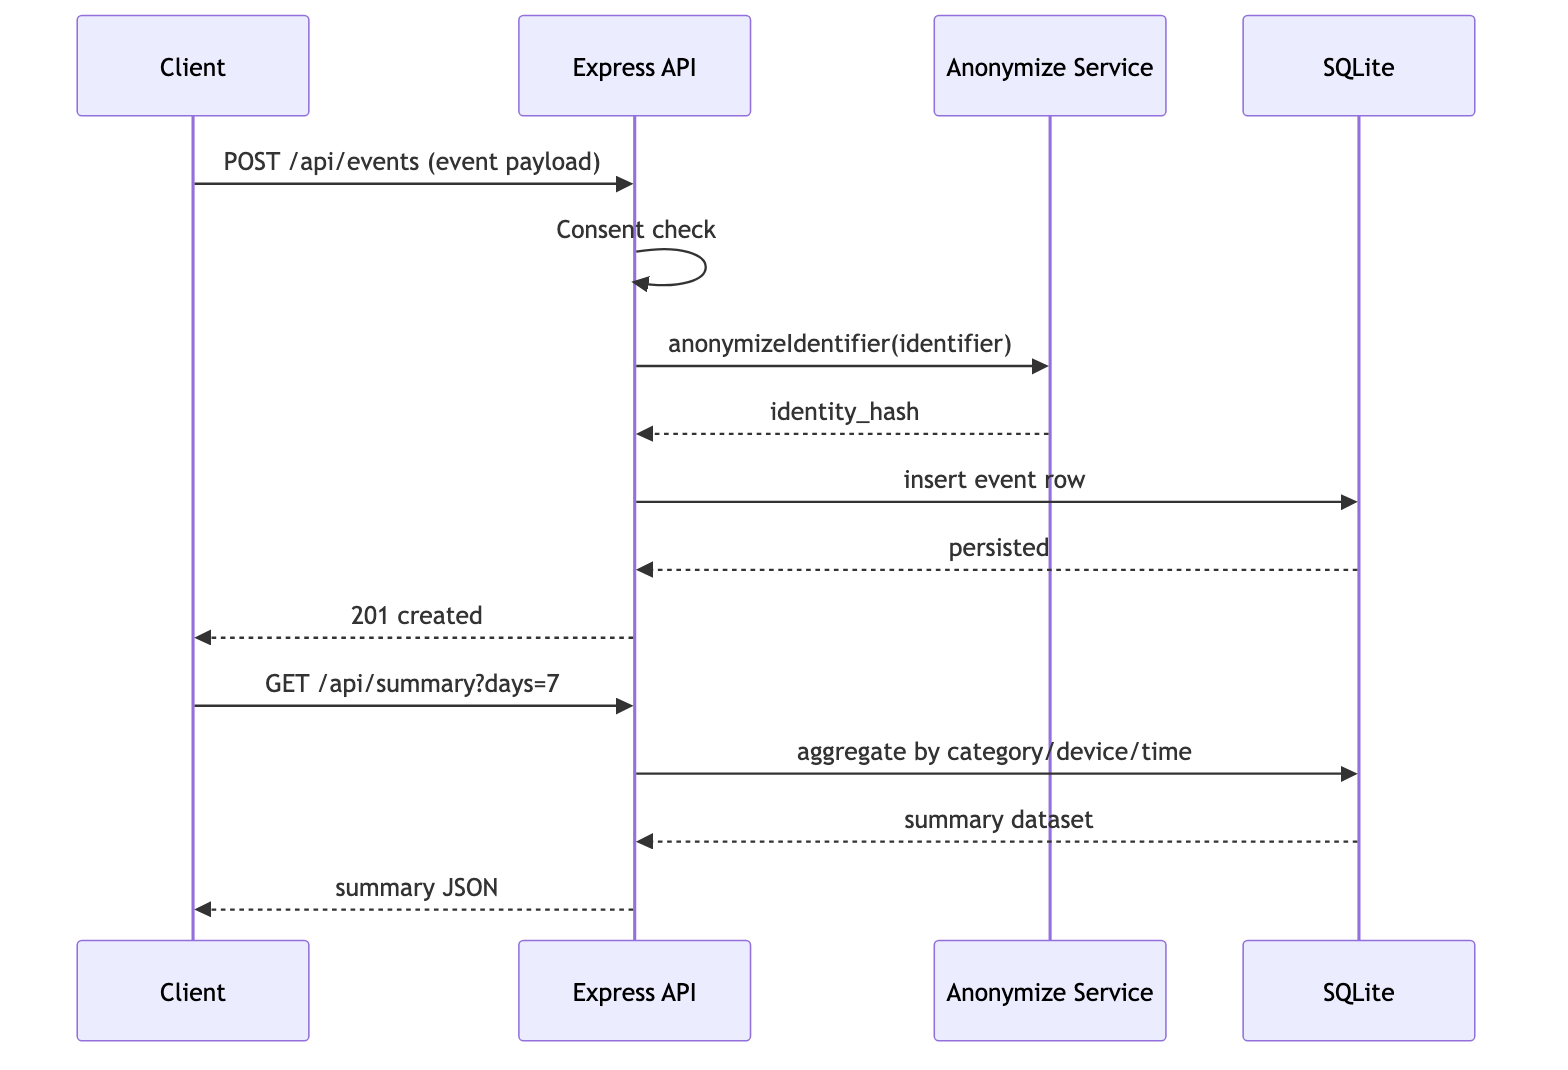 Client
Express API
Anonymize Service
SQLite
POST /api/events (event payload)
Consent check
anonymizeIdentifier(identifier)
identity_hash
insert event row
persisted
201 created
GET /api/summary?days=7
aggregate by category/device/time
summary dataset
summary JSON
Client
Express API
Anonymize Service
SQLite